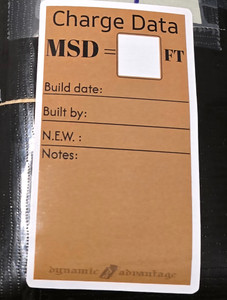 Charge Data
MSD = FT
Build date:
Built by:
N.E.W. :
Notes:
dynamic advantage